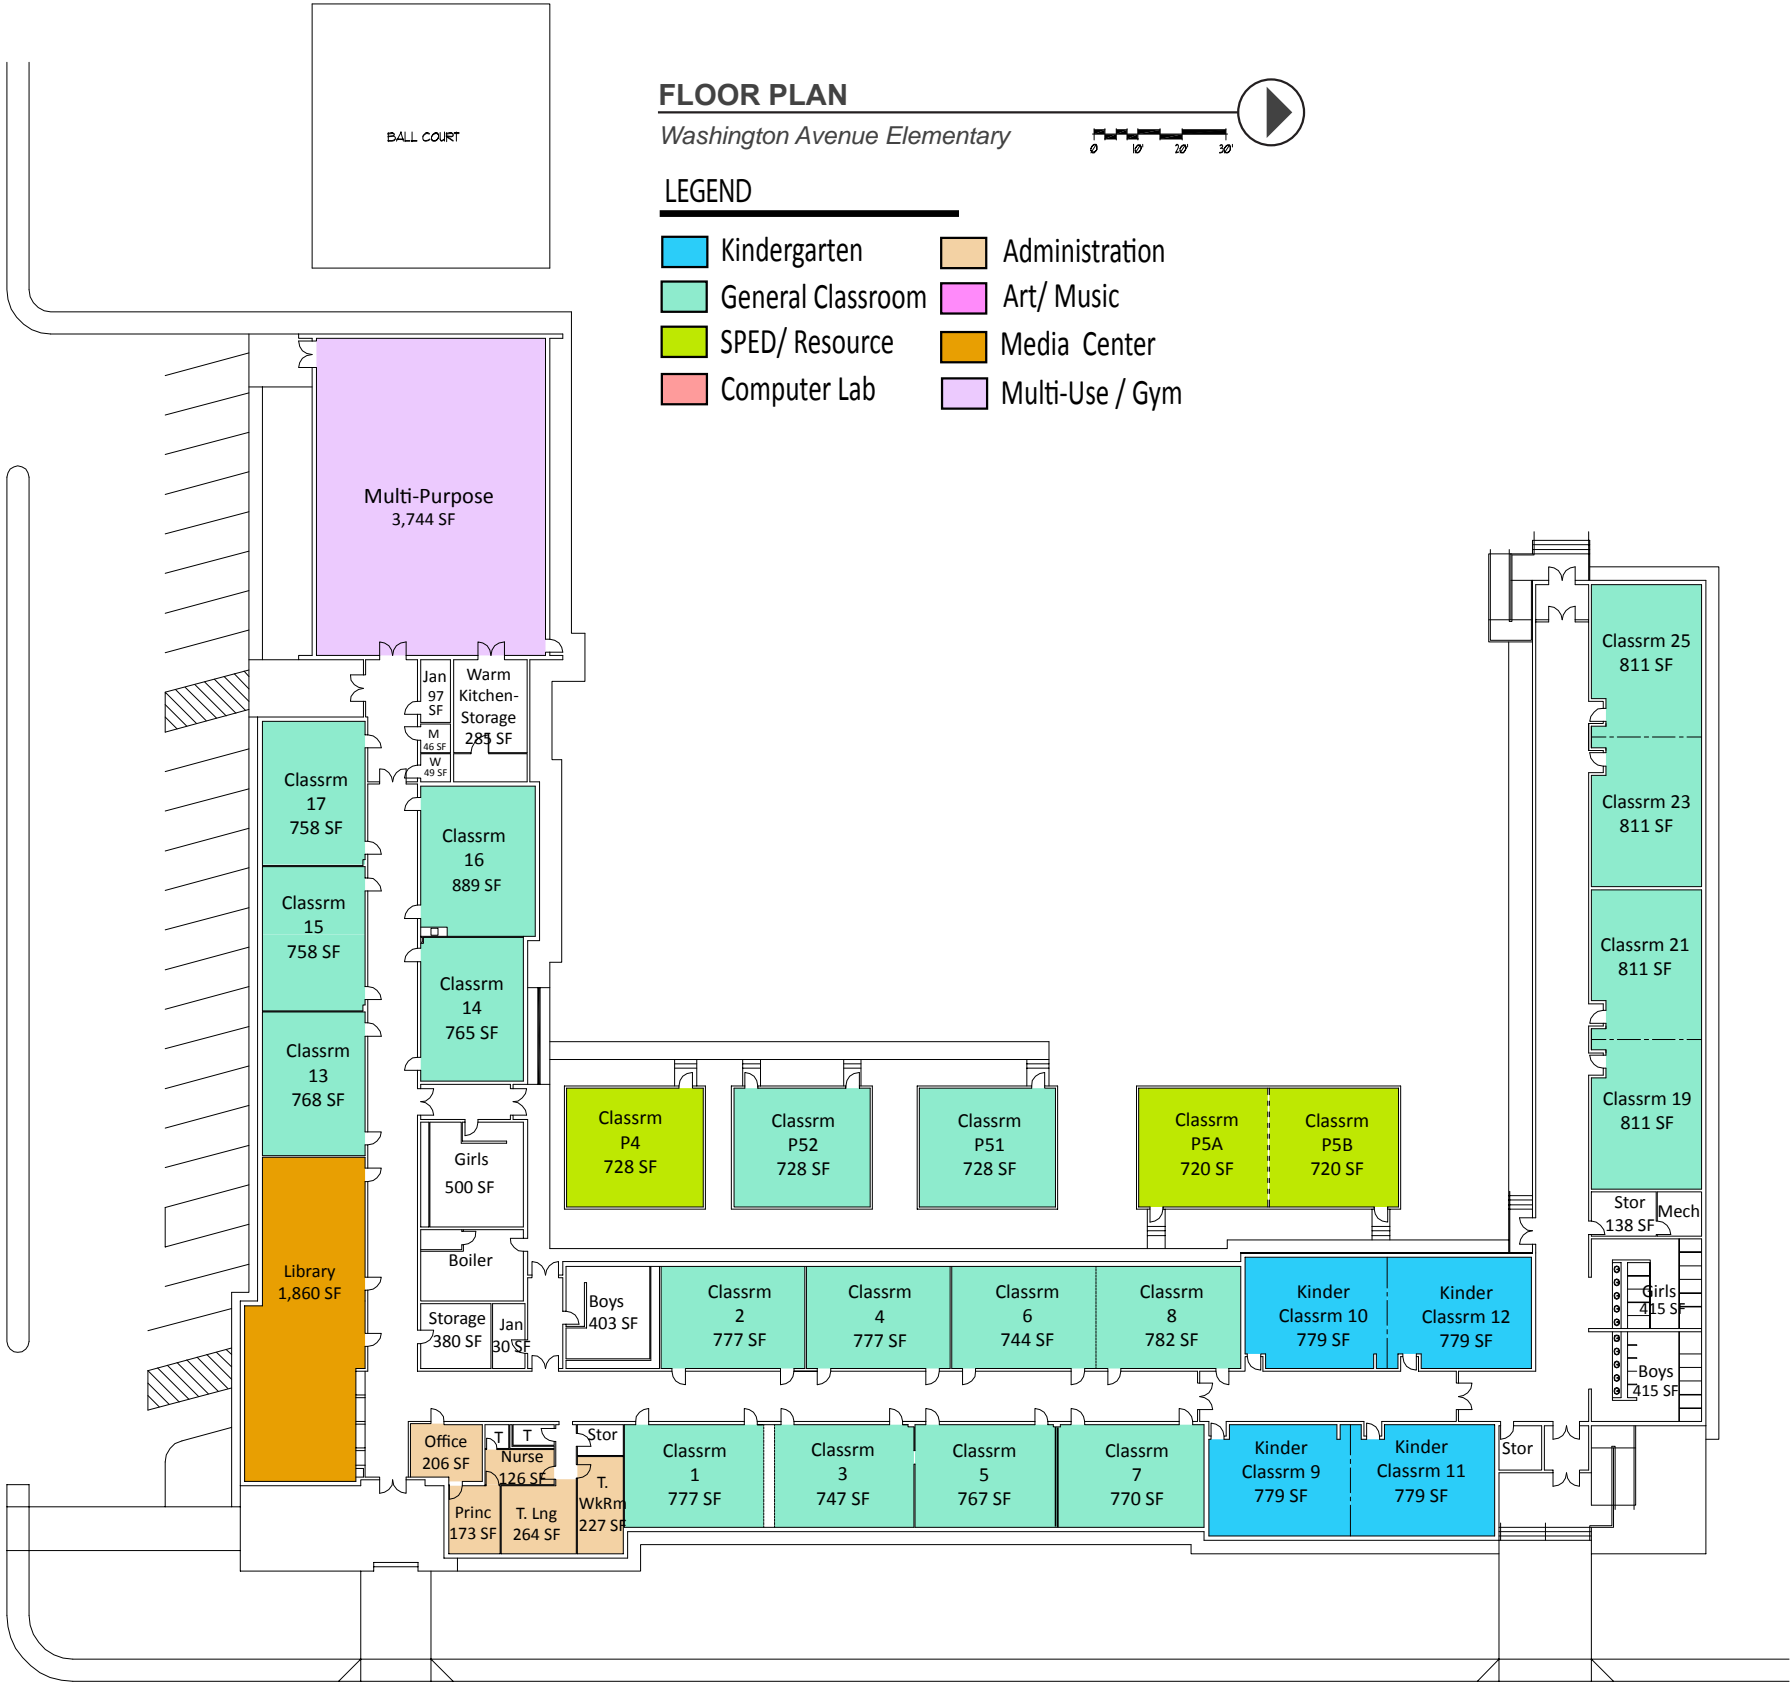 FLOOR PLAN
Washington Avenue Elementary
0 10' 20' 30'
BALL COURT
LEGEND
Kindergarten
Administration
General Classroom
Art/ Music
SPED/ Resource
Media Center
Computer Lab
Multi-Use / Gym
Multi-Purpose
3,744 SF
Jan
97
SF
Warm
Kitchen-
Storage
285 SF
M
46 SF
W
49 SF
Classrm
17
758 SF
Classrm
16
889 SF
Classrm
15
758 SF
Classrm
14
765 SF
Classrm
13
768 SF
Classrm 25
811 SF
Classrm 23
811 SF
Classrm 21
811 SF
Classrm 19
811 SF
Classrm
P4
728 SF
Classrm
P52
728 SF
Classrm
P51
728 SF
Classrm
P5A
720 SF
Classrm
P5B
720 SF
Girls
500 SF
Boiler
Library
1,860 SF
Storage
380 SF
Jan
30 SF
Boys
403 SF
Classrm
2
777 SF
Classrm
4
777 SF
Classrm
6
744 SF
Classrm
8
782 SF
Kinder
Classrm 10
779 SF
Kinder
Classrm 12
779 SF
Stor
138 SF
Mech
Girls
415 SF
Boys
415 SF
Office
206 SF
T
T
Nurse
126 SF
Stor
Princ
173 SF
T. Lng
264 SF
T.
WkRm
227 SF
Classrm
1
777 SF
Classrm
3
747 SF
Classrm
5
767 SF
Classrm
7
770 SF
Kinder
Classrm 9
779 SF
Kinder
Classrm 11
779 SF
Stor